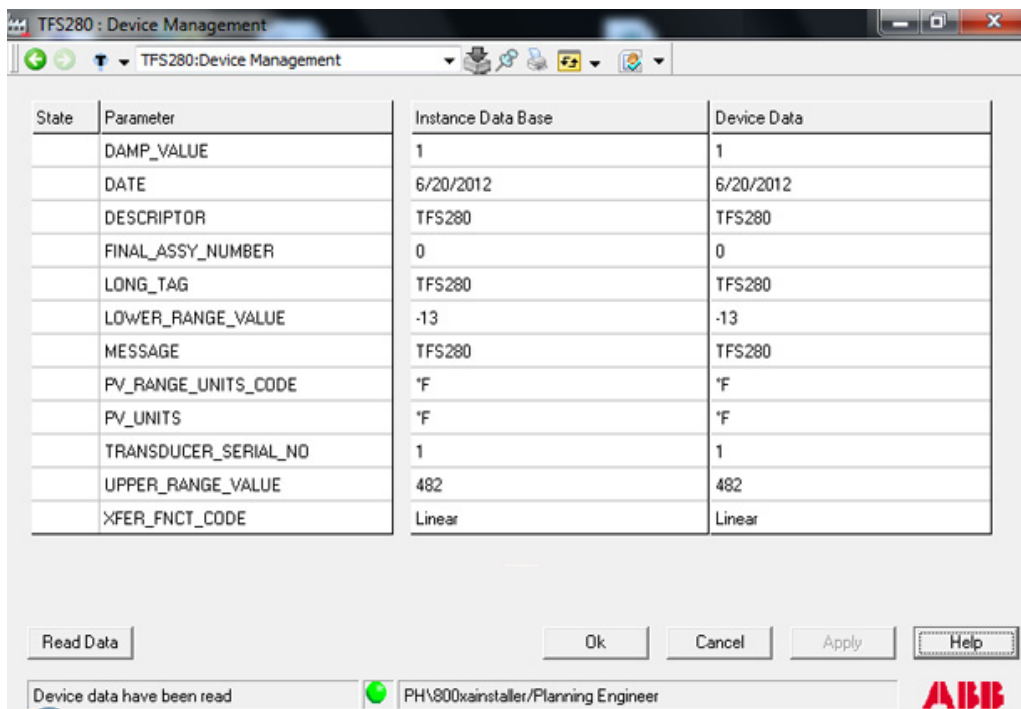 TFS280 : Device Management
TFS280:Device Management
State Parameter Instance Data Base Device Data
DAMP_VALUE 1 1
DATE 6/20/2012 6/20/2012
DESCRIPTOR TFS280 TFS280
FINAL_ASSY_NUMBER 0 0
LONG_TAG TFS280 TFS280
LOWER_RANGE_VALUE -13 -13
MESSAGE TFS280 TFS280
PV_RANGE_UNITS_CODE °F °F
PV_UNITS °F °F
TRANSDUCER_SERIAL_NO 1 1
UPPER_RANGE_VALUE 482 482
XFER_FNCT_CODE Linear Linear
Read Data Ok Cancel Apply Help
Device data have been read PH\800xainstaller/Planning Engineer ABB